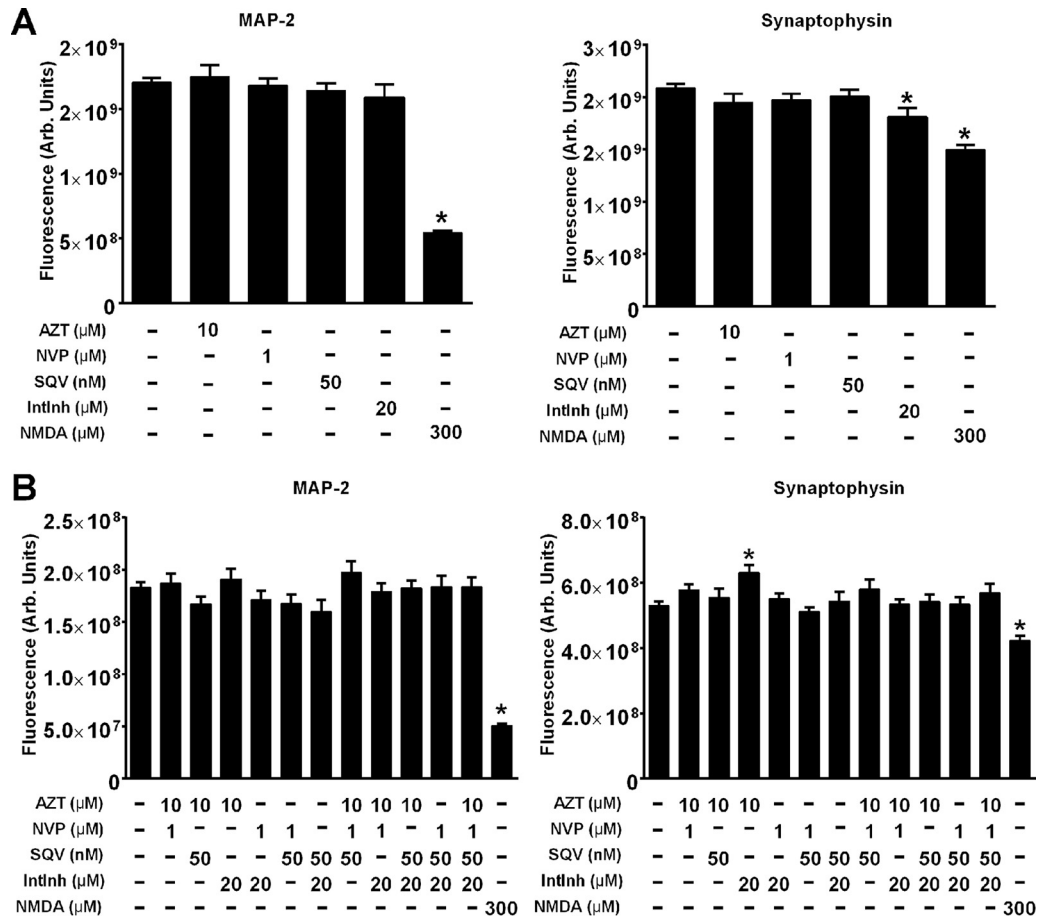 A
MAP-2
Fluorescence (Arb. Units)
2×10⁹
2×10⁹
1×10⁹
5×10⁸
0
*
AZT (µM) – 10 – – – –
NVP (µM) – – 1 – – –
SQV (nM) – – – 50 – –
IntInh (µM) – – – – 20 –
NMDA (µM) – – – – – 300
Synaptophysin
Fluorescence (Arb. Units)
3×10⁹
2×10⁹
2×10⁹
1×10⁹
5×10⁸
0
* *
AZT (µM) – 10 – – – –
NVP (µM) – – 1 – – –
SQV (nM) – – – 50 – –
IntInh (µM) – – – – 20 –
NMDA (µM) – – – – – 300
B
MAP-2
Fluorescence (Arb. Units)
2.5×10⁸
2.0×10⁸
1.5×10⁸
1.0×10⁸
5.0×10⁷
0
*
AZT (µM) – 10 10 10 – – – 10 10 10 – 10 –
NVP (µM) – 1 – – 1 1 – 1 1 – 1 1 –
SQV (nM) – – 50 – – 50 50 50 – 50 50 50 –
IntInh (µM) – – – 20 20 – 20 – 20 20 20 20 –
NMDA (µM) – – – – – – – – – – – – 300
Synaptophysin
Fluorescence (Arb. Units)
8.0×10⁸
6.0×10⁸
4.0×10⁸
2.0×10⁸
0
* *
AZT (µM) – 10 10 10 – – – 10 10 10 – 10 –
NVP (µM) – 1 – – 1 1 – 1 1 – 1 1 –
SQV (nM) – – 50 – – 50 50 50 – 50 50 50 –
IntInh (µM) – – – 20 20 – 20 – 20 20 20 20 –
NMDA (µM) – – – – – – – – – – – – 300